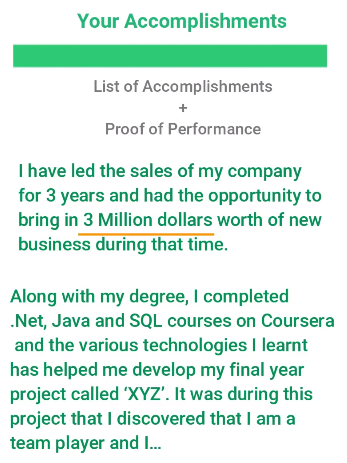 Your Accomplishments
List of Accomplishments
+
Proof of Performance
I have led the sales of my company
for 3 years and had the opportunity to
bring in 3 Million dollars worth of new
business during that time.
Along with my degree, I completed
.Net, Java and SQL courses on Coursera
and the various technologies I learnt
has helped me develop my final year
project called ‘XYZ’. It was during this
project that I discovered that I am a
team player and I...